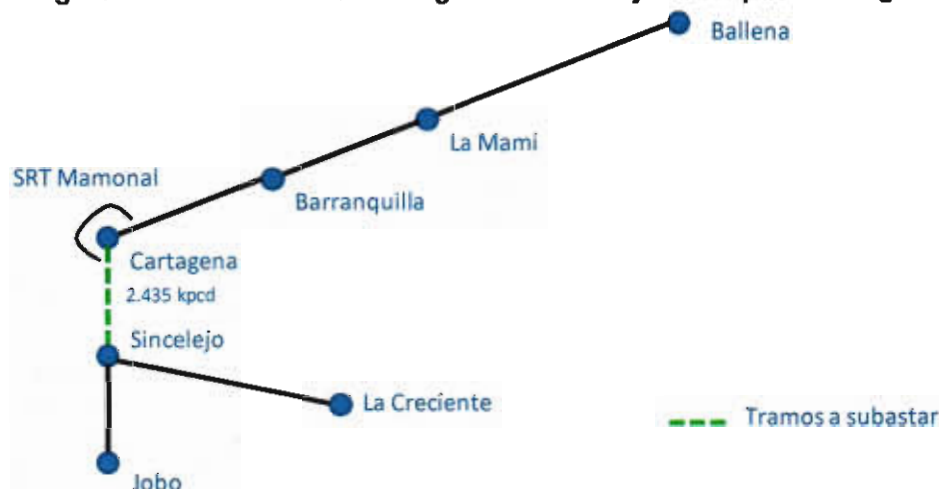 Ballena
La Mami
SRT Mamonal
Barranquilla
Cartagena
2.435 kpcd
Sincelejo
La Creciente
Tramos a subastar
Jobo